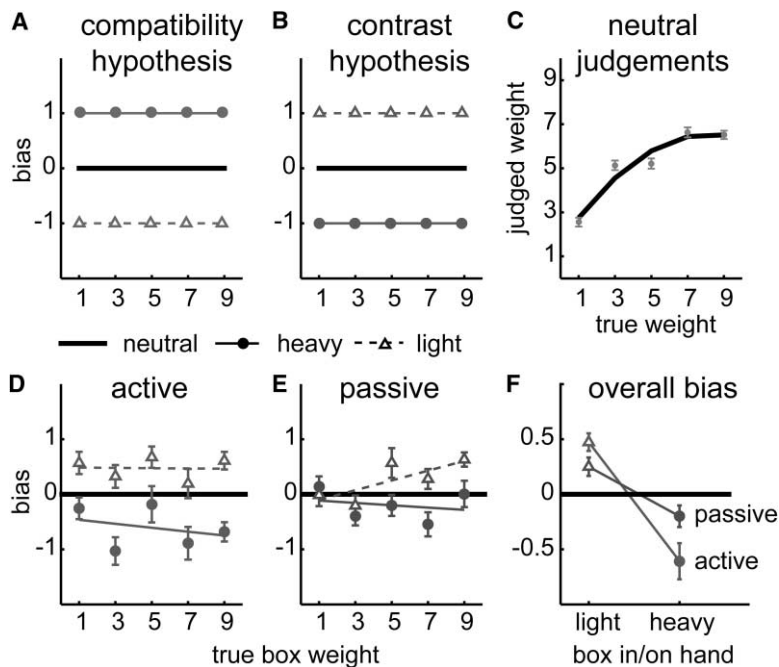 A compatibility hypothesis
B contrast hypothesis
C neutral judgements
bias
1
0
-1
1 3 5 7 9
1
0
-1
1 3 5 7 9
judged weight
9
7
5
3
1
1 3 5 7 9
true weight
neutral heavy light
D active
E passive
F overall bias
bias
1
0
-1
1 3 5 7 9
1
0
-1
1 3 5 7 9
true box weight
0.5
0
-0.5
passive
active
light heavy
box in/on hand